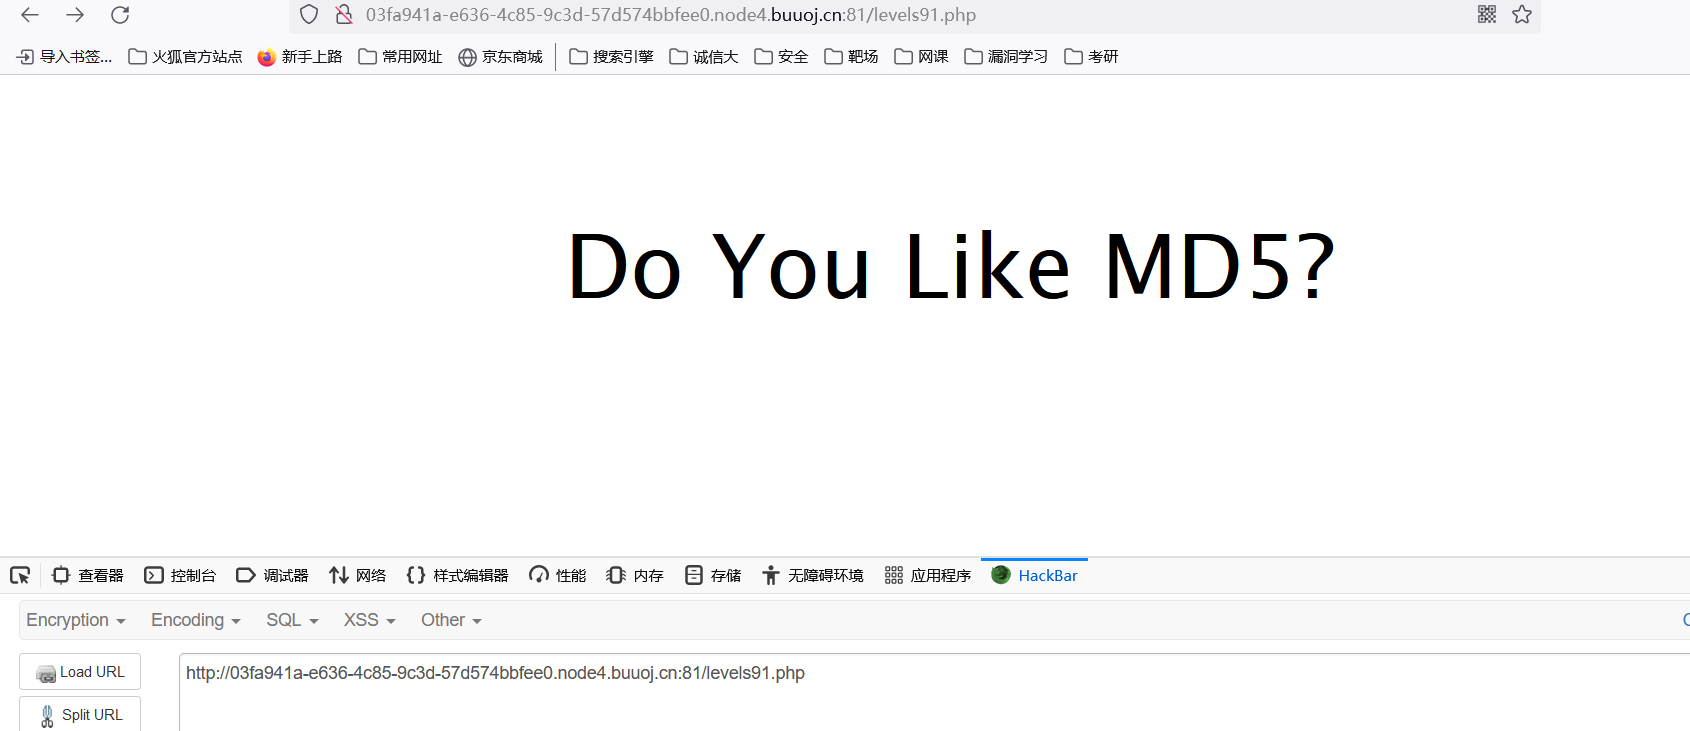 03fa941a-e636-4c85-9c3d-57d574bbfee0.node4.buuoj.cn:81/levels91.php
导入书签... 火狐官方站点 新手上路 常用网址 京东商城 搜索引擎 诚信大 安全 靶场 网课 漏洞学习 考研
Do You Like MD5?
查看器 控制台 调试器 网络 样式编辑器 性能 内存 存储 无障碍环境 应用程序 HackBar
Encryption Encoding SQL XSS Other
Load URL http://03fa941a-e636-4c85-9c3d-57d574bbfee0.node4.buuoj.cn:81/levels91.php
Split URL